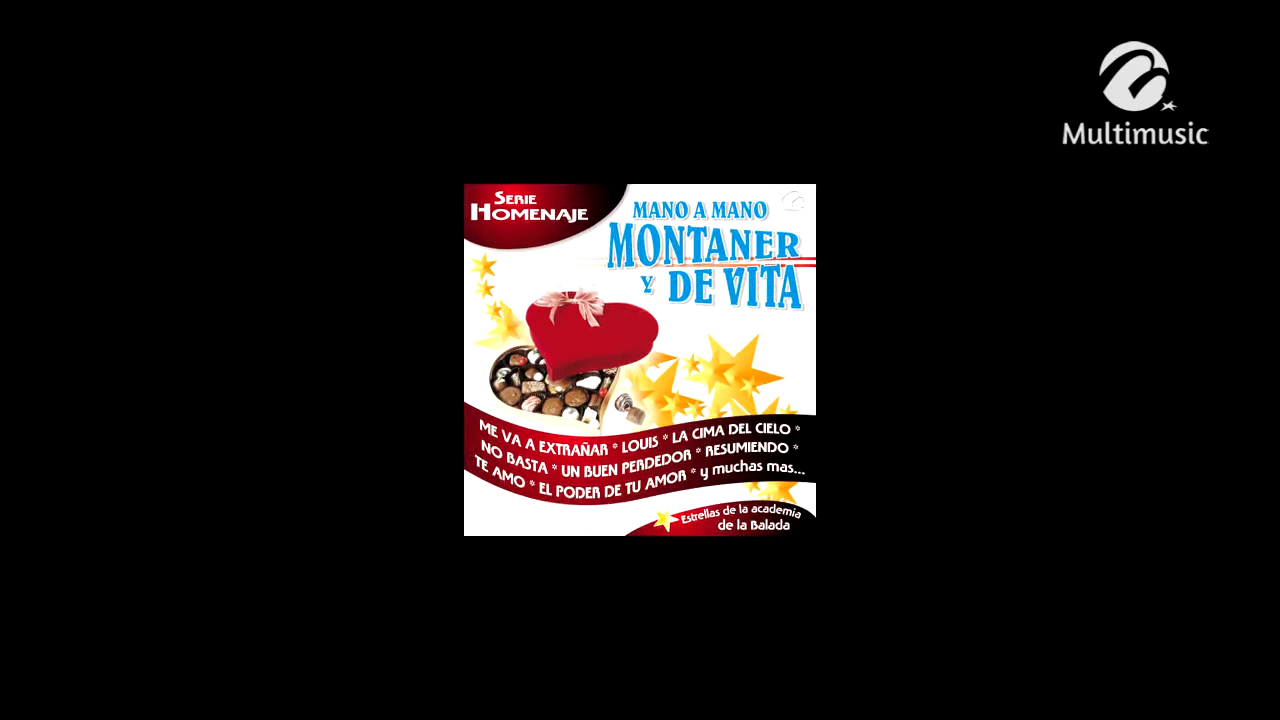 Multimusic
SERIE
HOMENAJE
MANO A MANO
MONTANER
Y DE VITA
ME VA A EXTRAÑAR * LOUIS * LA CIMA DEL CIELO *
NO BASTA * UN BUEN PERDEDOR * RESUMIENDO *
TE AMO * EL PODER DE TU AMOR * y muchas mas...
Estrellas de la academia
de la Balada